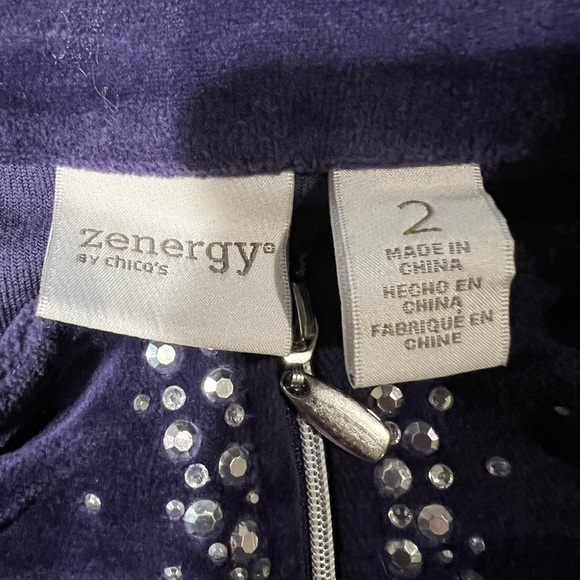 zenergy®
BY chico's
2
MADE IN
CHINA
HECHO EN
CHINA
FABRIQUÉ EN
CHINE